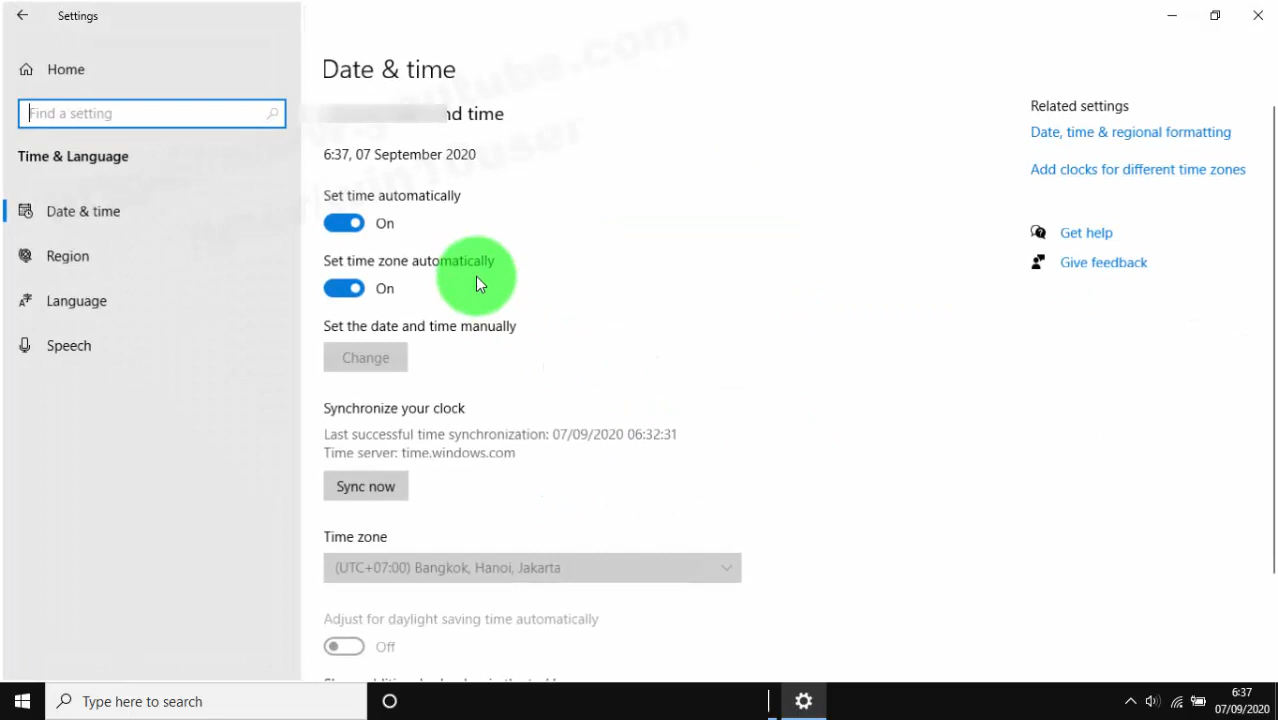 Settings
Home
Find a setting
Time & Language
Date & time
Region
Language
Speech
Date & time
nd time
6:37, 07 September 2020
Set time automatically
On
Set time zone automatically
On
Set the date and time manually
Change
Synchronize your clock
Last successful time synchronization: 07/09/2020 06:32:31
Time server: time.windows.com
Sync now
Time zone
(UTC+07:00) Bangkok, Hanoi, Jakarta
Adjust for daylight saving time automatically
Off
Related settings
Date, time & regional formatting
Add clocks for different time zones
Get help
Give feedback
Type here to search
6:37
07/09/2020